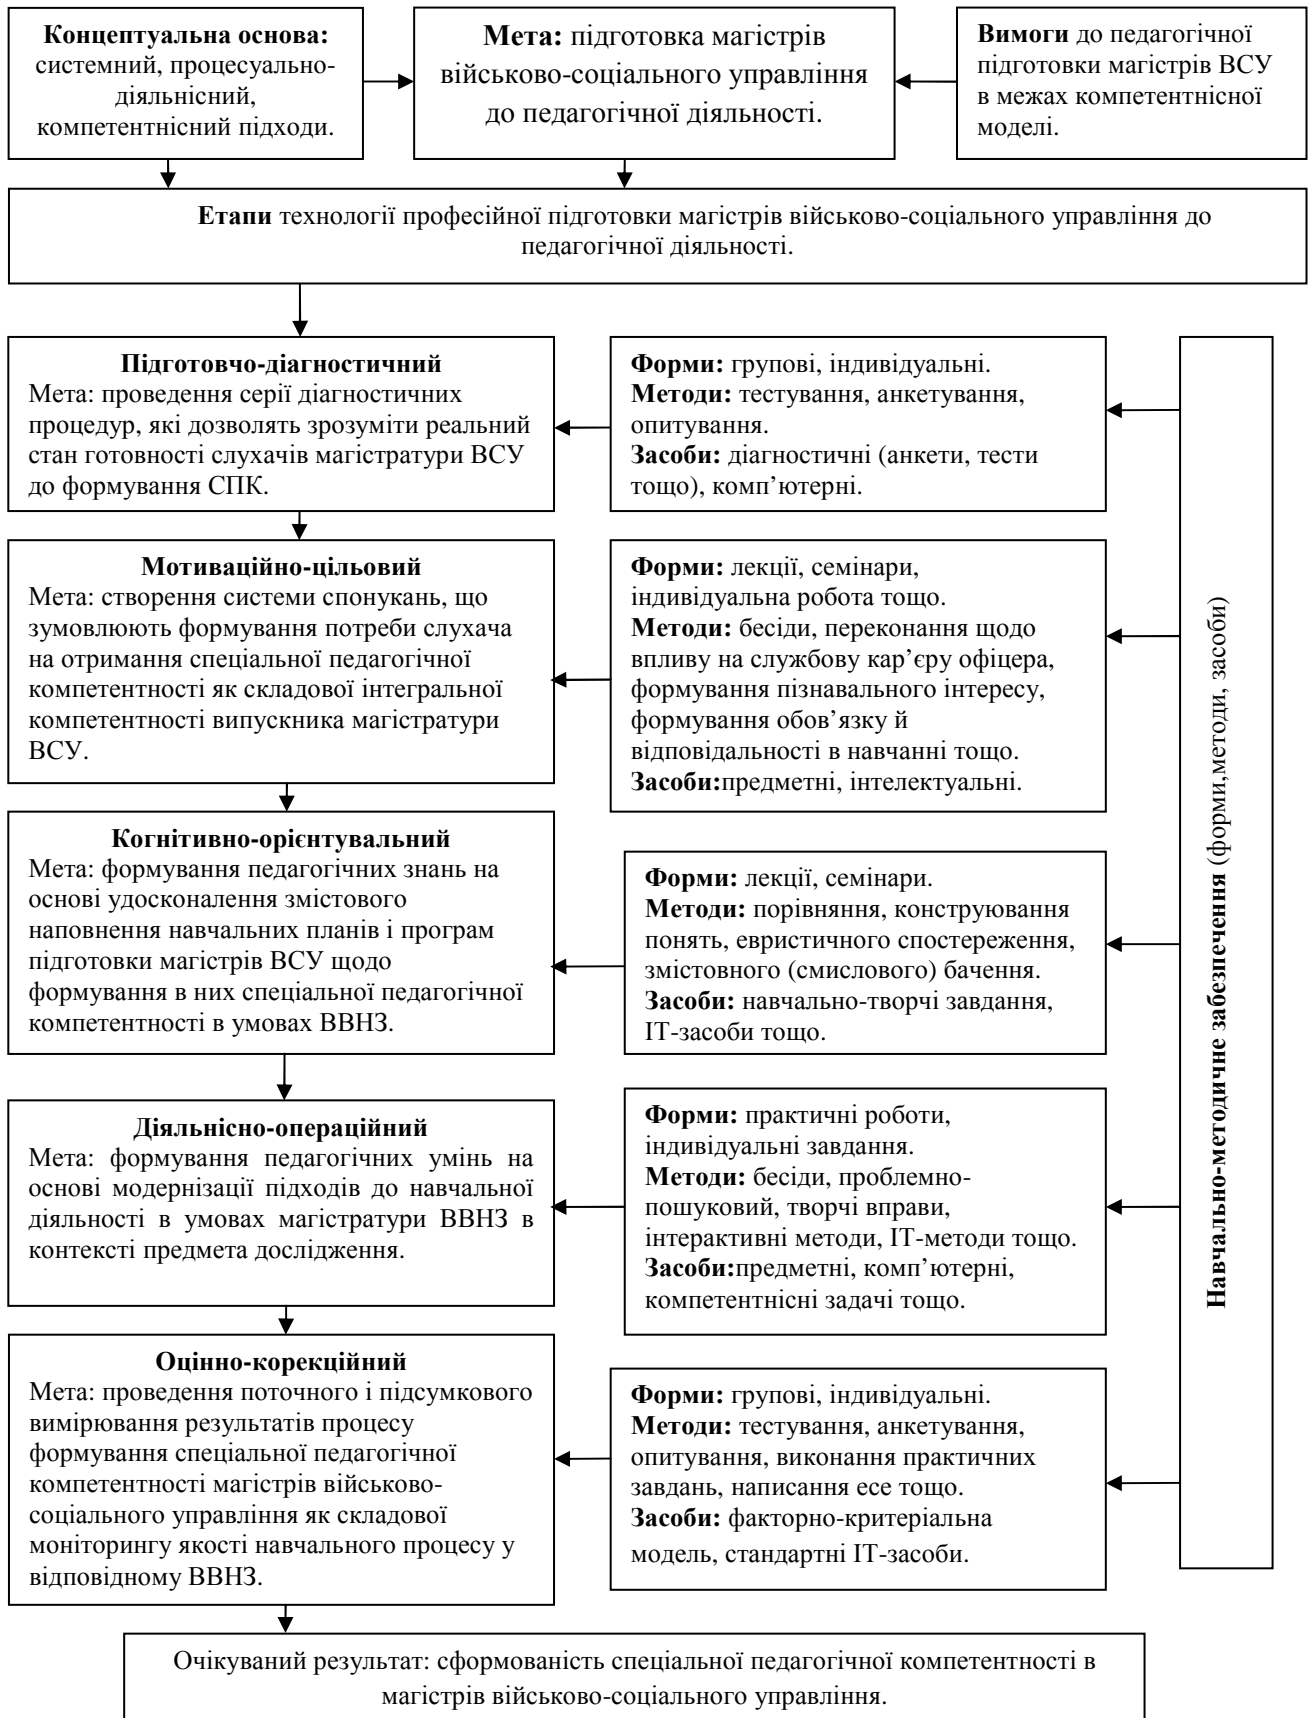 Концептуальна основа:
системний, процесуально-
діяльнісний,
компетентнісний підходи.
Мета: підготовка магістрів
військово-соціального управління
до педагогічної діяльності.
Вимоги до педагогічної
підготовки магістрів ВСУ
в межах компетентнісної
моделі.
Етапи технології професійної підготовки магістрів військово-соціального управління до
педагогічної діяльності.
Підготовчо-діагностичний
Мета: проведення серії діагностичних
процедур, які дозволять зрозуміти реальний
стан готовності слухачів магістратури ВСУ
до формування СПК.
Форми: групові, індивідуальні.
Методи: тестування, анкетування,
опитування.
Засоби: діагностичні (анкети, тести
тощо), комп’ютерні.
Мотиваційно-цільовий
Мета: створення системи спонукань, що
зумовлюють формування потреби слухача
на отримання спеціальної педагогічної
компетентності як складової інтегральної
компетентності випускника магістратури
ВСУ.
Форми: лекції, семінари,
індивідуальна робота тощо.
Методи: бесіди, переконання щодо
впливу на службову кар’єру офіцера,
формування пізнавального інтересу,
формування обов’язку й
відповідальності в навчанні тощо.
Засоби:предметні, інтелектуальні.
Когнітивно-орієнтувальний
Мета: формування педагогічних знань на
основі удосконалення змістового
наповнення навчальних планів і програм
підготовки магістрів ВСУ щодо
формування в них спеціальної педагогічної
компетентності в умовах ВВНЗ.
Форми: лекції, семінари.
Методи: порівняння, конструювання
понять, евристичного спостереження,
змістовного (смислового) бачення.
Засоби: навчально-творчі завдання,
ІТ-засоби тощо.
Діяльнісно-операційний
Мета: формування педагогічних умінь на
основі модернізації підходів до навчальної
діяльності в умовах магістратури ВВНЗ в
контексті предмета дослідження.
Форми: практичні роботи,
індивідуальні завдання.
Методи: бесіди, проблемно-
пошуковий, творчі вправи,
інтерактивні методи, ІТ-методи тощо.
Засоби:предметні, комп’ютерні,
компетентнісні задачі тощо.
Оцінно-корекційний
Мета: проведення поточного і підсумкового
вимірювання результатів процесу
формування спеціальної педагогічної
компетентності магістрів військово-
соціального управління як складової
моніторингу якості навчального процесу у
відповідному ВВНЗ.
Форми: групові, індивідуальні.
Методи: тестування, анкетування,
опитування, виконання практичних
завдань, написання есе тощо.
Засоби: факторно-критеріальна
модель, стандартні ІТ-засоби.
Навчально-методичне забезпечення (форми,методи, засоби)
Очікуваний результат: сформованість спеціальної педагогічної компетентності в
магістрів військово-соціального управління.